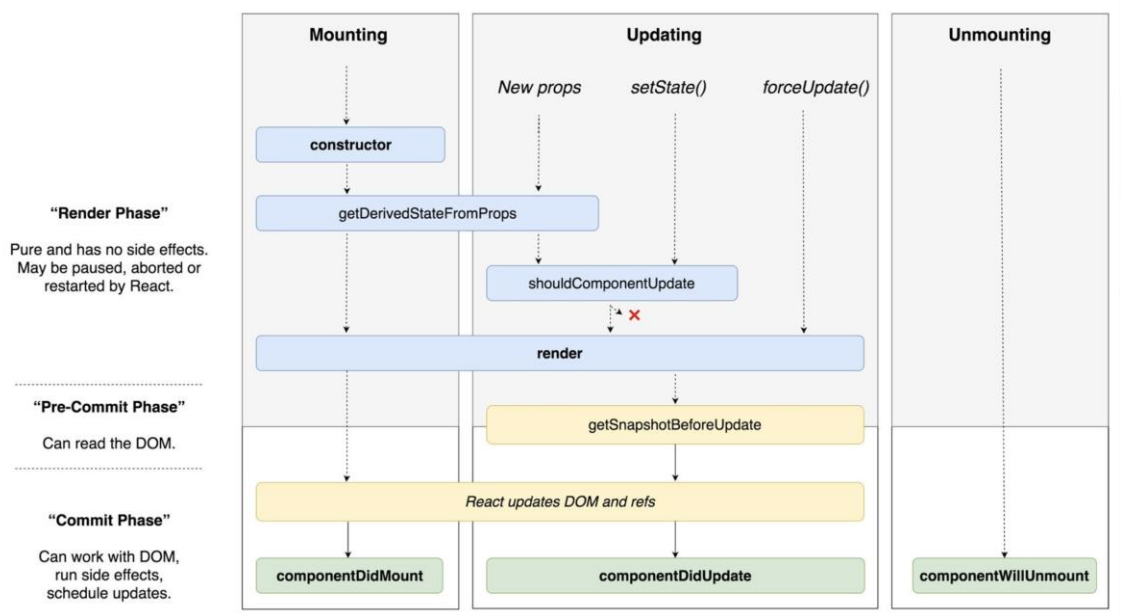 Mounting
Updating
Unmounting
New props
setState()
forceUpdate()
constructor
“Render Phase”
getDerivedStateFromProps
Pure and has no side effects.
May be paused, aborted or
restarted by React.
shouldComponentUpdate
render
“Pre-Commit Phase”
Can read the DOM.
getSnapshotBeforeUpdate
React updates DOM and refs
“Commit Phase”
Can work with DOM,
run side effects,
schedule updates.
componentDidMount
componentDidUpdate
componentWillUnmount